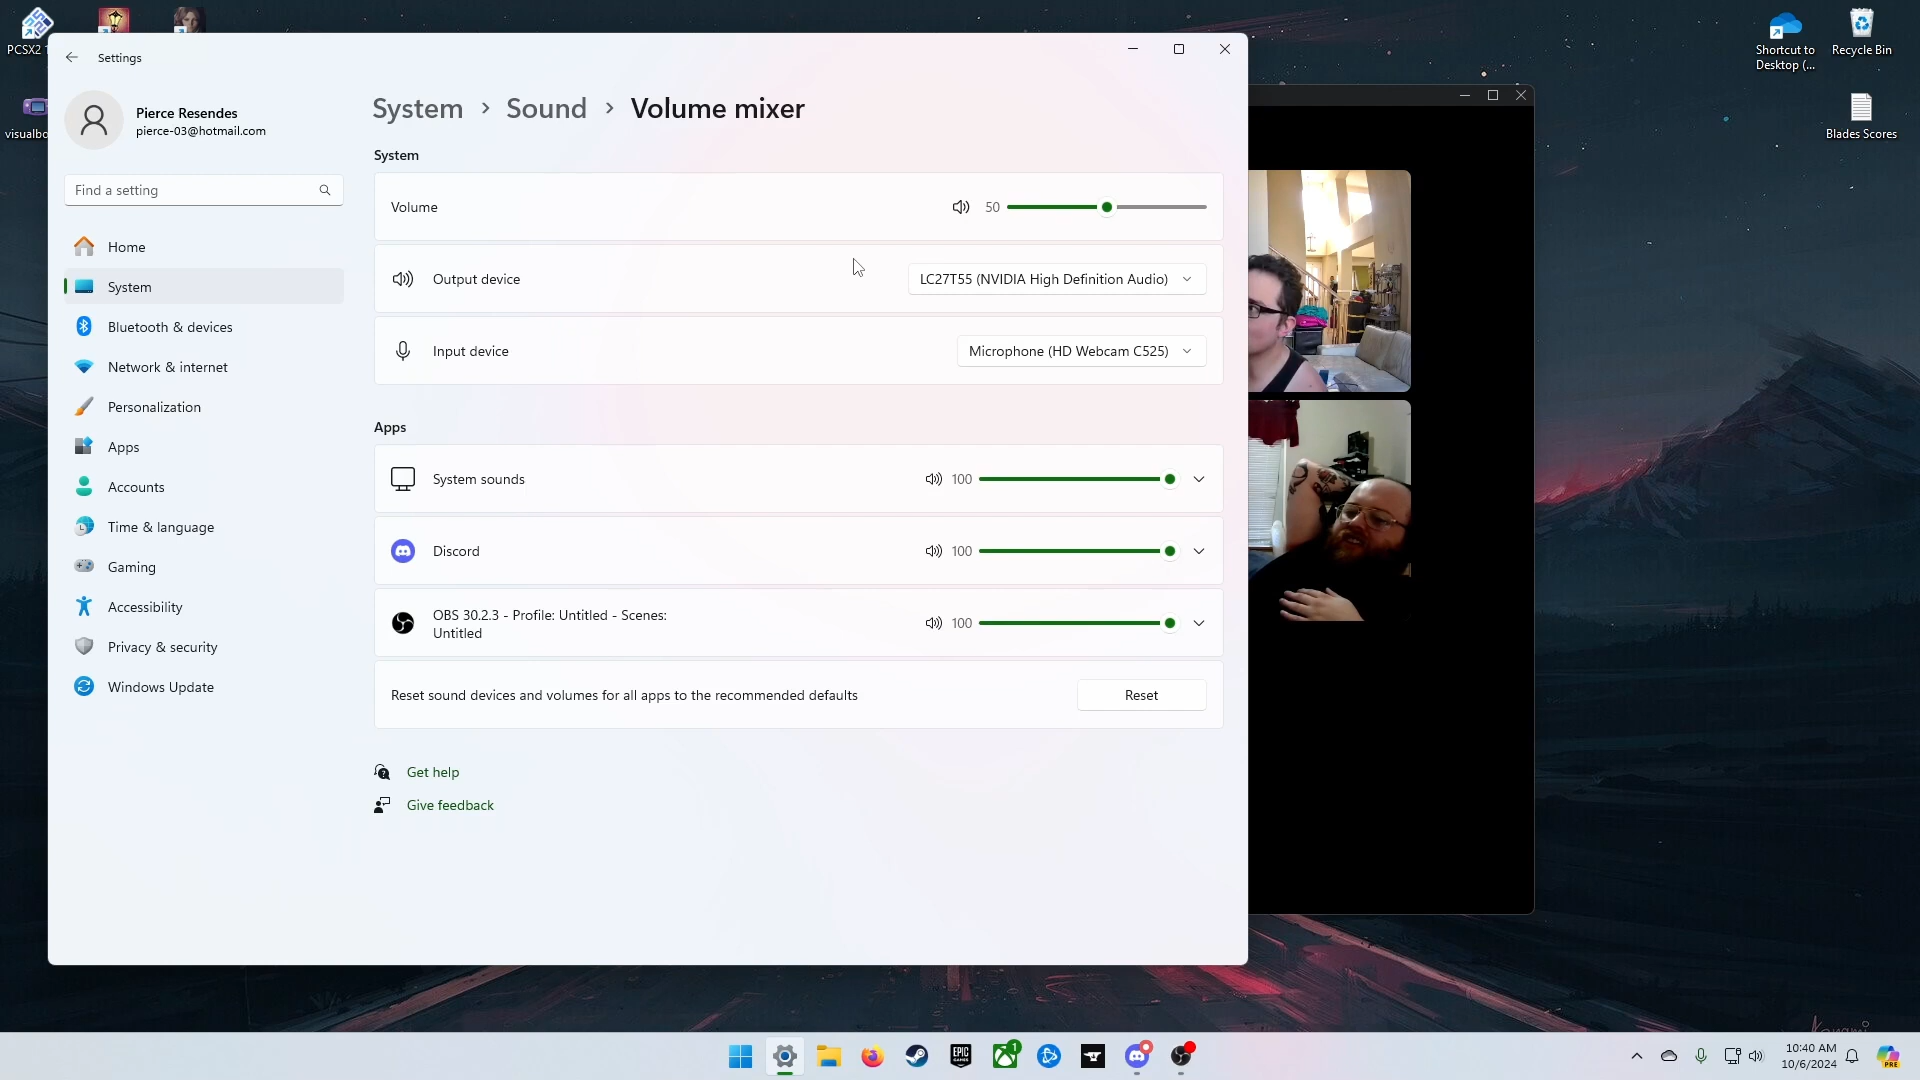 PCSX2
visualbo
Shortcut to
Desktop (...
Recycle Bin
Blades Scores
Settings
Pierce Resendes
pierce-03@hotmail.com
Find a setting
Home
System
Bluetooth & devices
Network & internet
Personalization
Apps
Accounts
Time & language
Gaming
Accessibility
Privacy & security
Windows Update
System > Sound > Volume mixer
System
Volume
50
Output device
LC27T55 (NVIDIA High Definition Audio)
Input device
Microphone (HD Webcam C525)
Apps
System sounds
100
Discord
100
OBS 30.2.3 - Profile: Untitled - Scenes:
Untitled
100
Reset sound devices and volumes for all apps to the recommended defaults
Reset
Get help
Give feedback
EPIC
GAMES
1
10:40 AM
10/6/2024
PRE